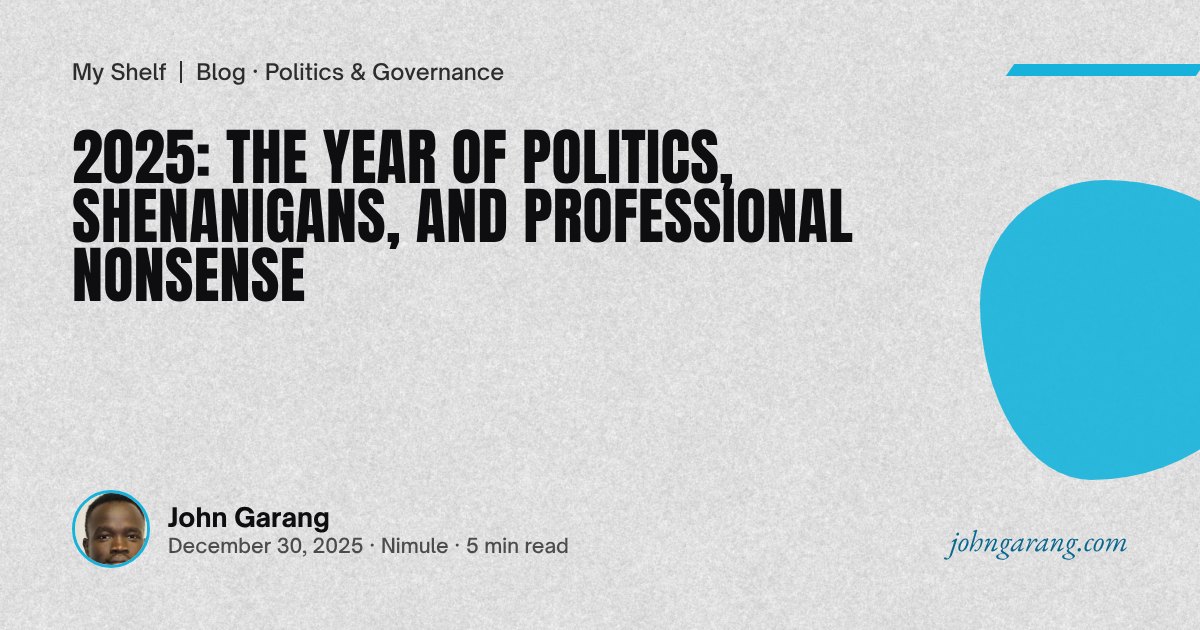 My Shelf | Blog · Politics & Governance
2025: THE YEAR OF POLITICS,
SHENANIGANS, AND PROFESSIONAL
NONSENSE
John Garang
December 30, 2025 · Nimule · 5 min read
johngarang.com